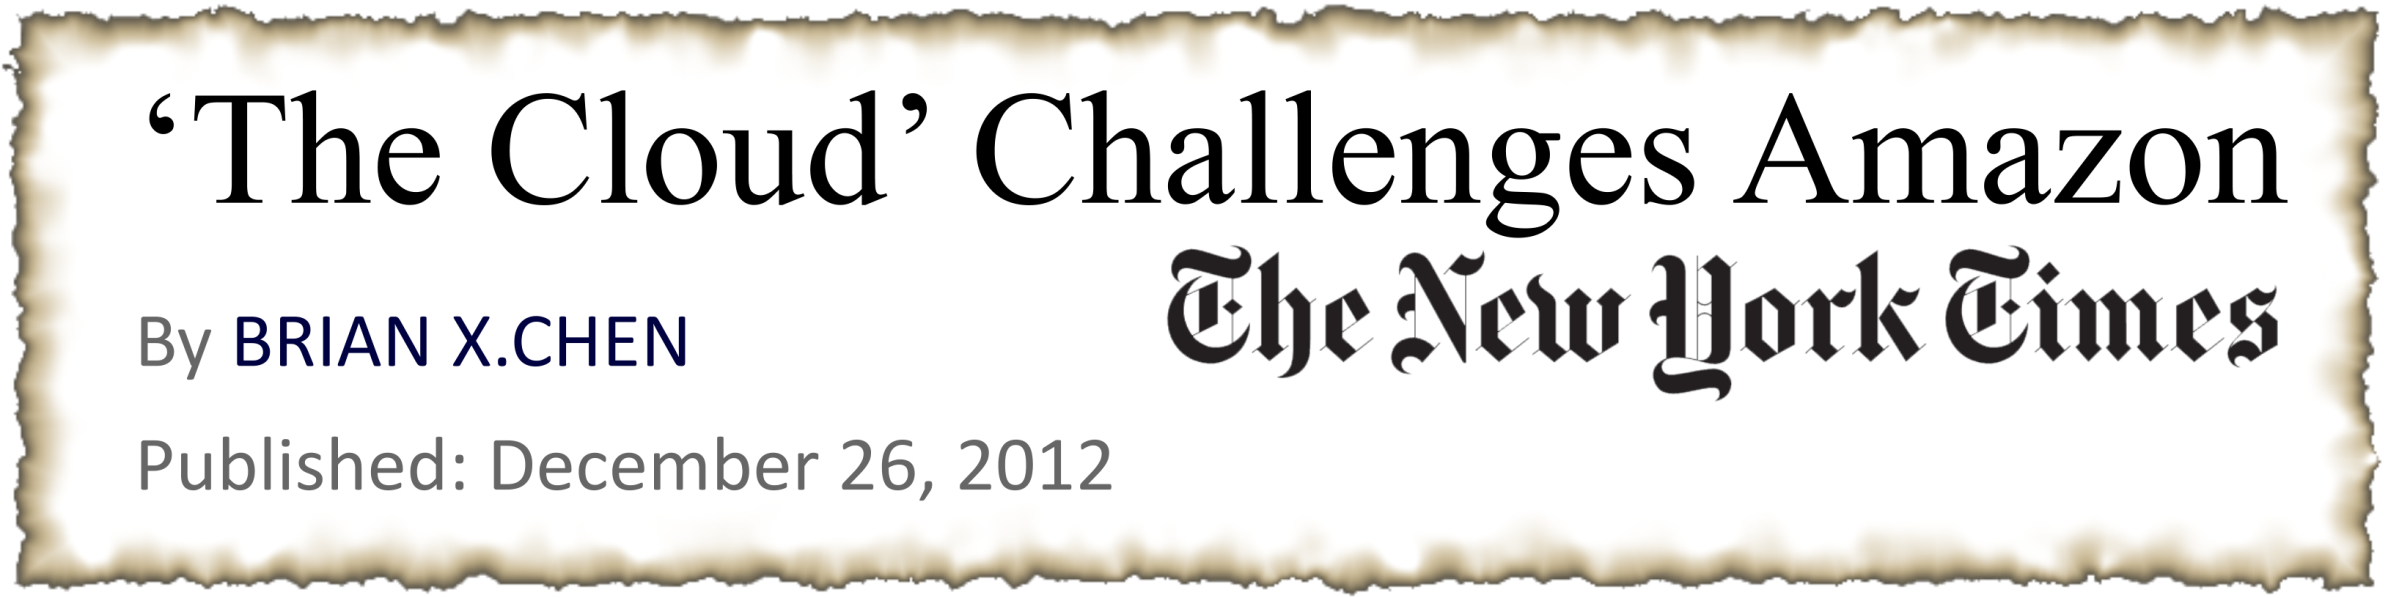 ‘The Cloud’ Challenges Amazon
The New York Times
By BRIAN X.CHEN
Published: December 26, 2012